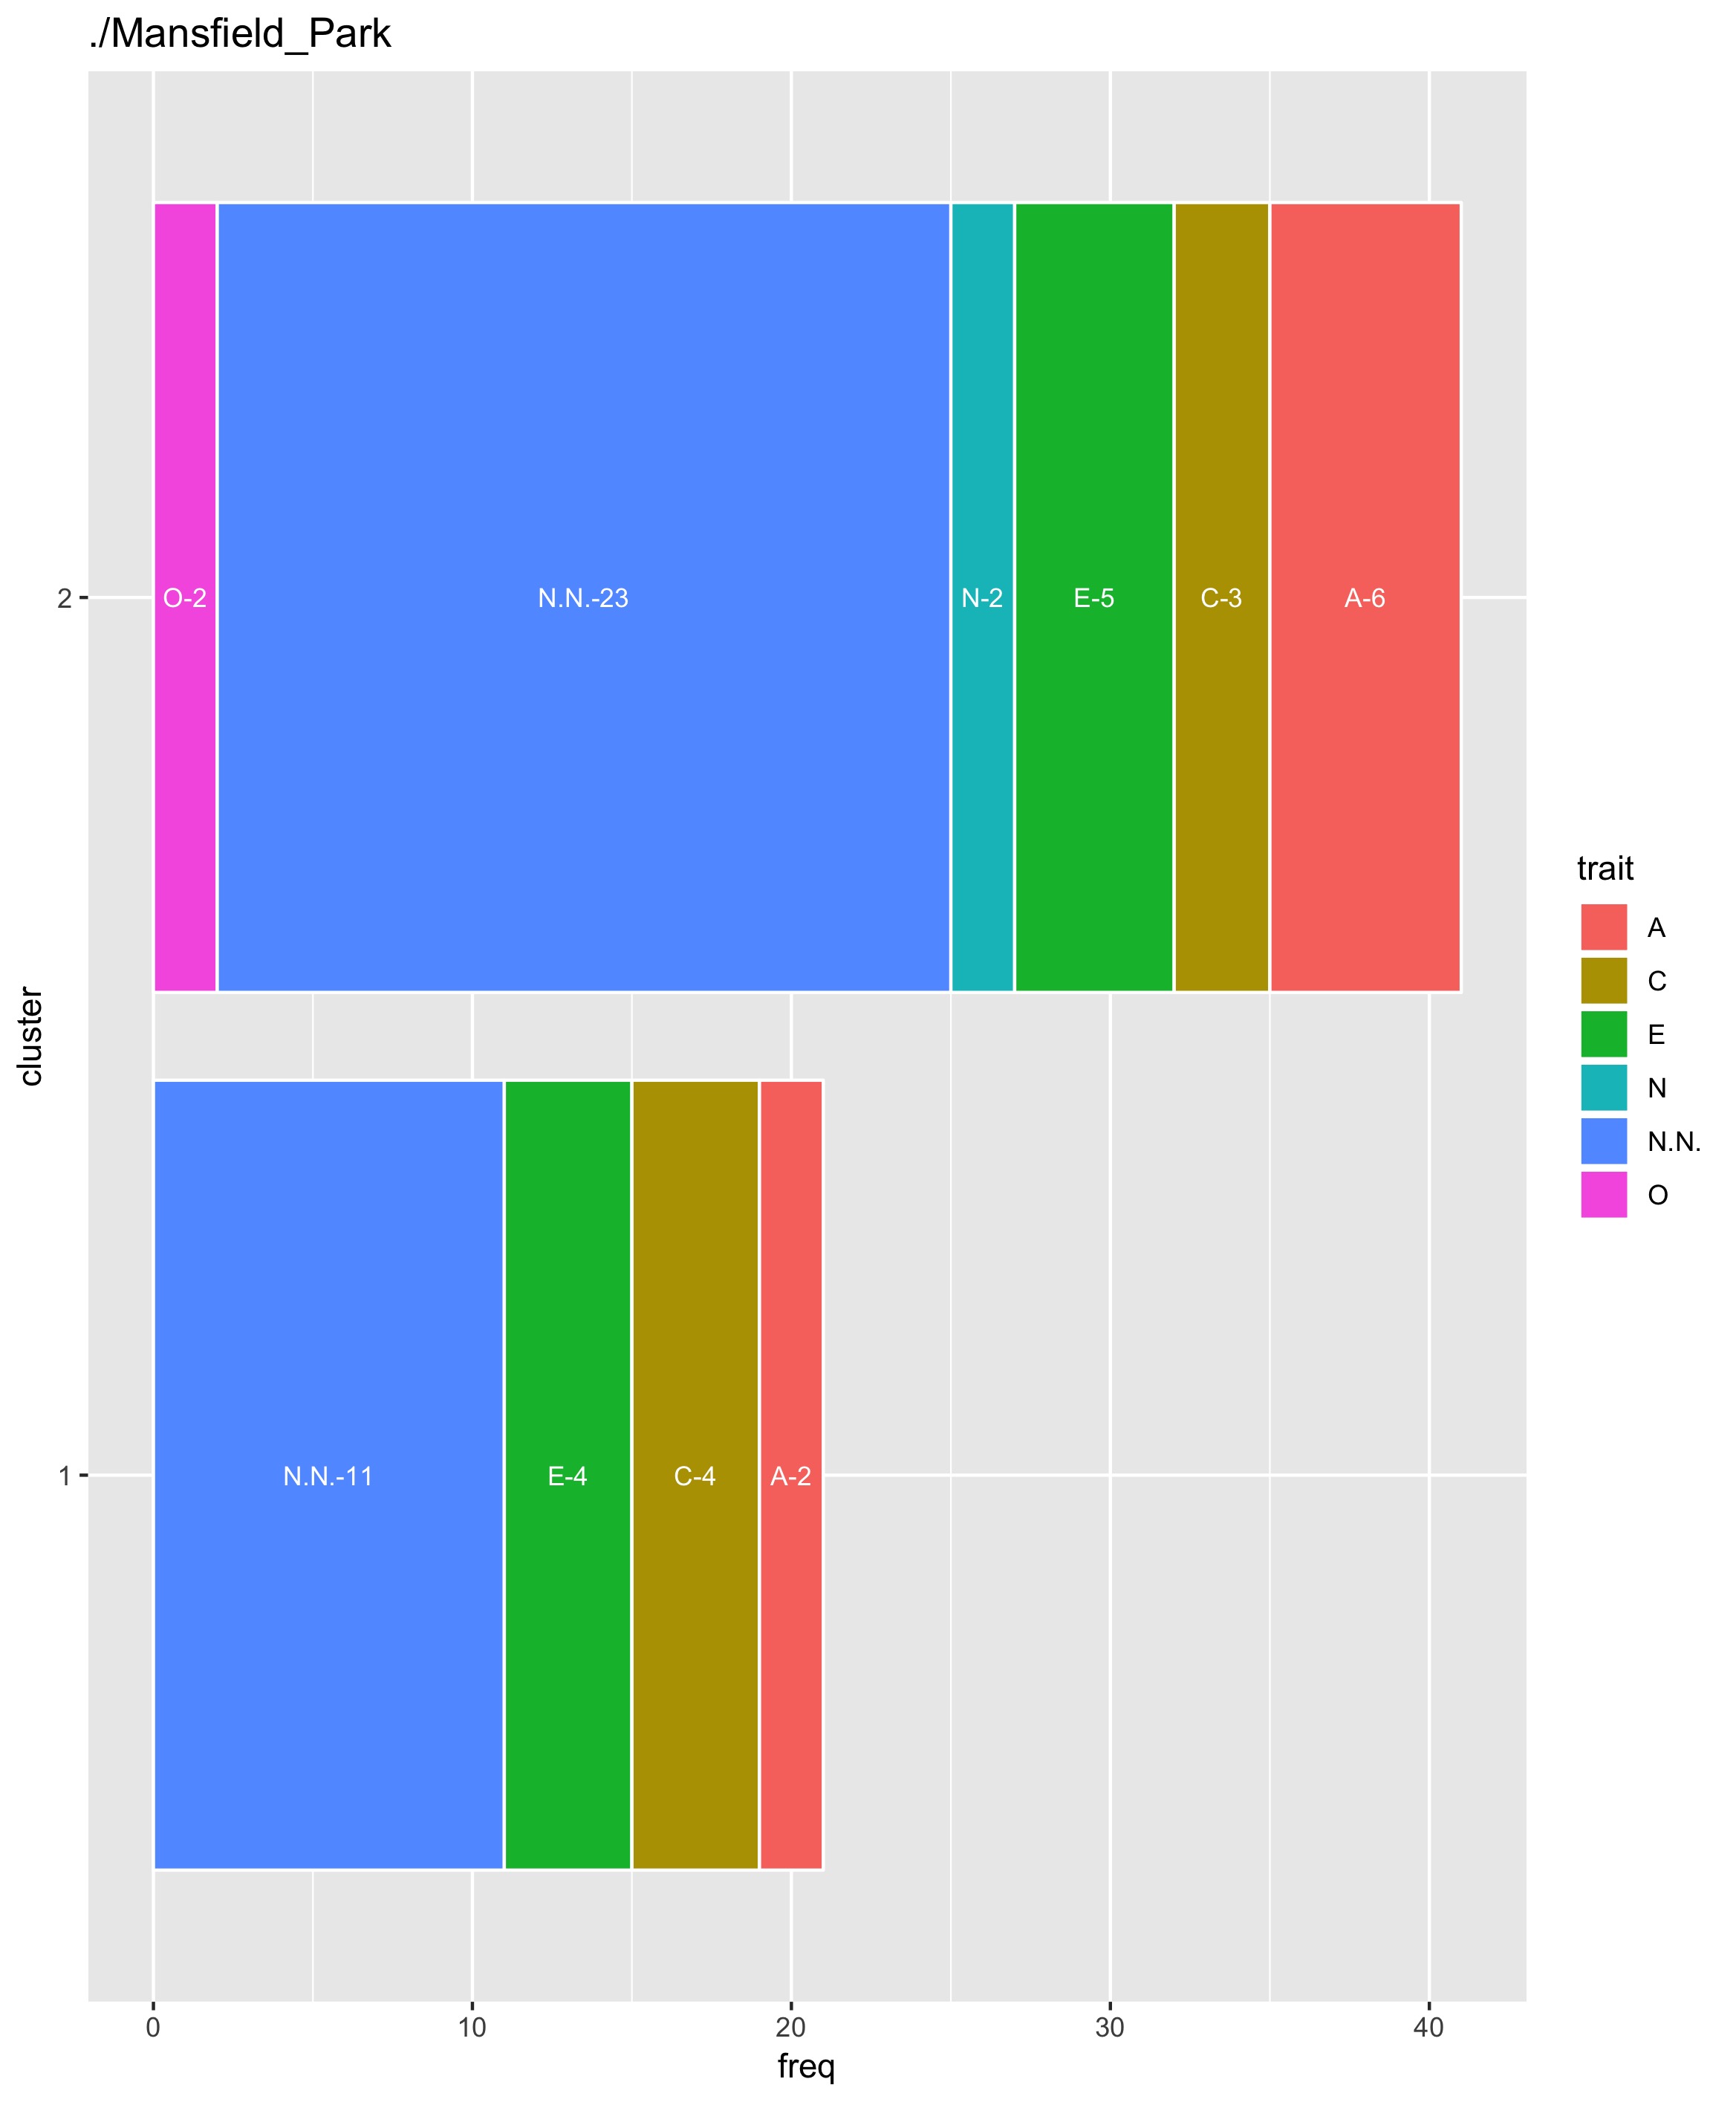 ./Mansfield_Park
cluster
2
O-2 N.N.-23 N-2 E-5 C-3 A-6
1
N.N.-11 E-4 C-4 A-2
0 10 20 30 40
freq
trait
A
C
E
N
N.N.
O